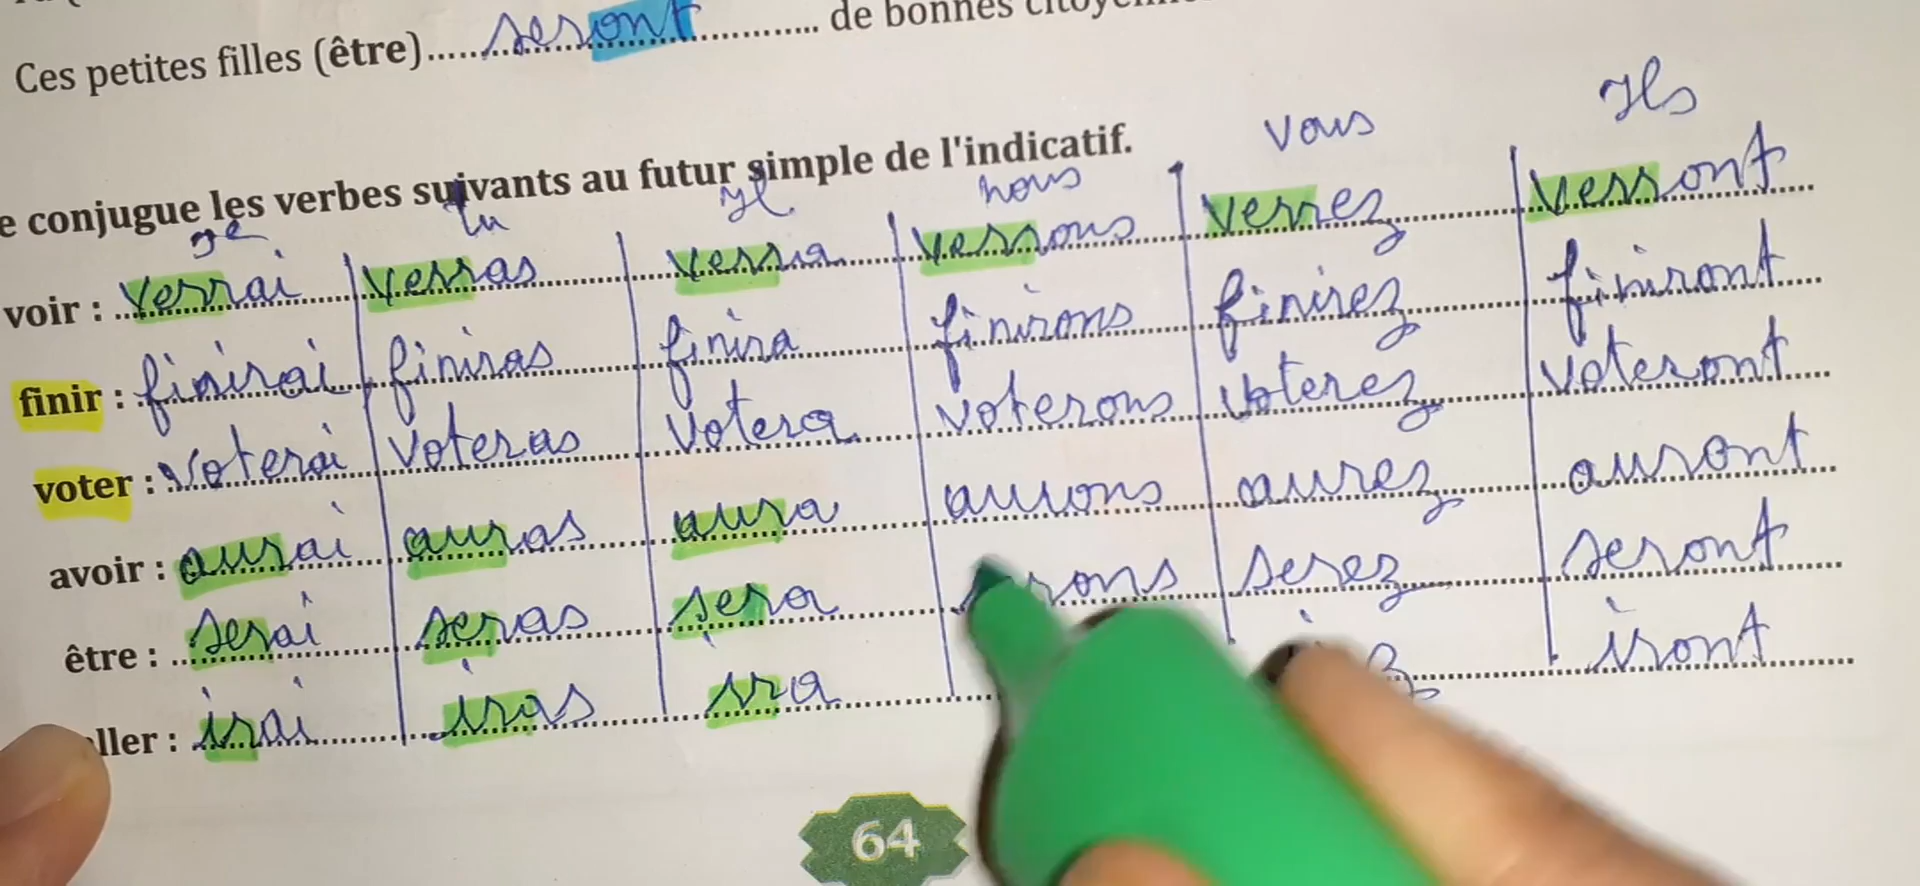 Ces petites filles (être)......seront............ de bonnes
Ils
vous
e conjugue les verbes suivants au futur simple de l'indicatif.
je tu Il nous
voir : verrai verras verra verrons verrez verront
finir : finirai finiras finira finirons finirez finiront
voter : voterai voteras votera voterons voterez voteront
avoir : aurai auras aura aurons aurez auront
être : serai seras sera rons serez seront
ller : irai iras ira iront
64